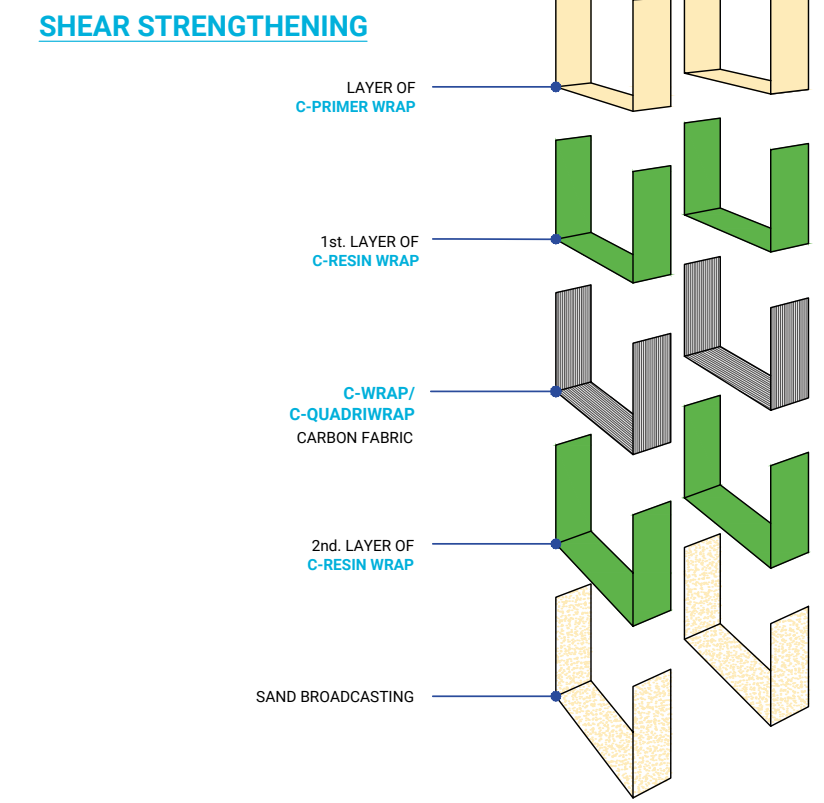 SHEAR STRENGTHENING
LAYER OF
C-PRIMER WRAP
1st. LAYER OF
C-RESIN WRAP
C-WRAP/
C-QUADRIWRAP
CARBON FABRIC
2nd. LAYER OF
C-RESIN WRAP
SAND BROADCASTING